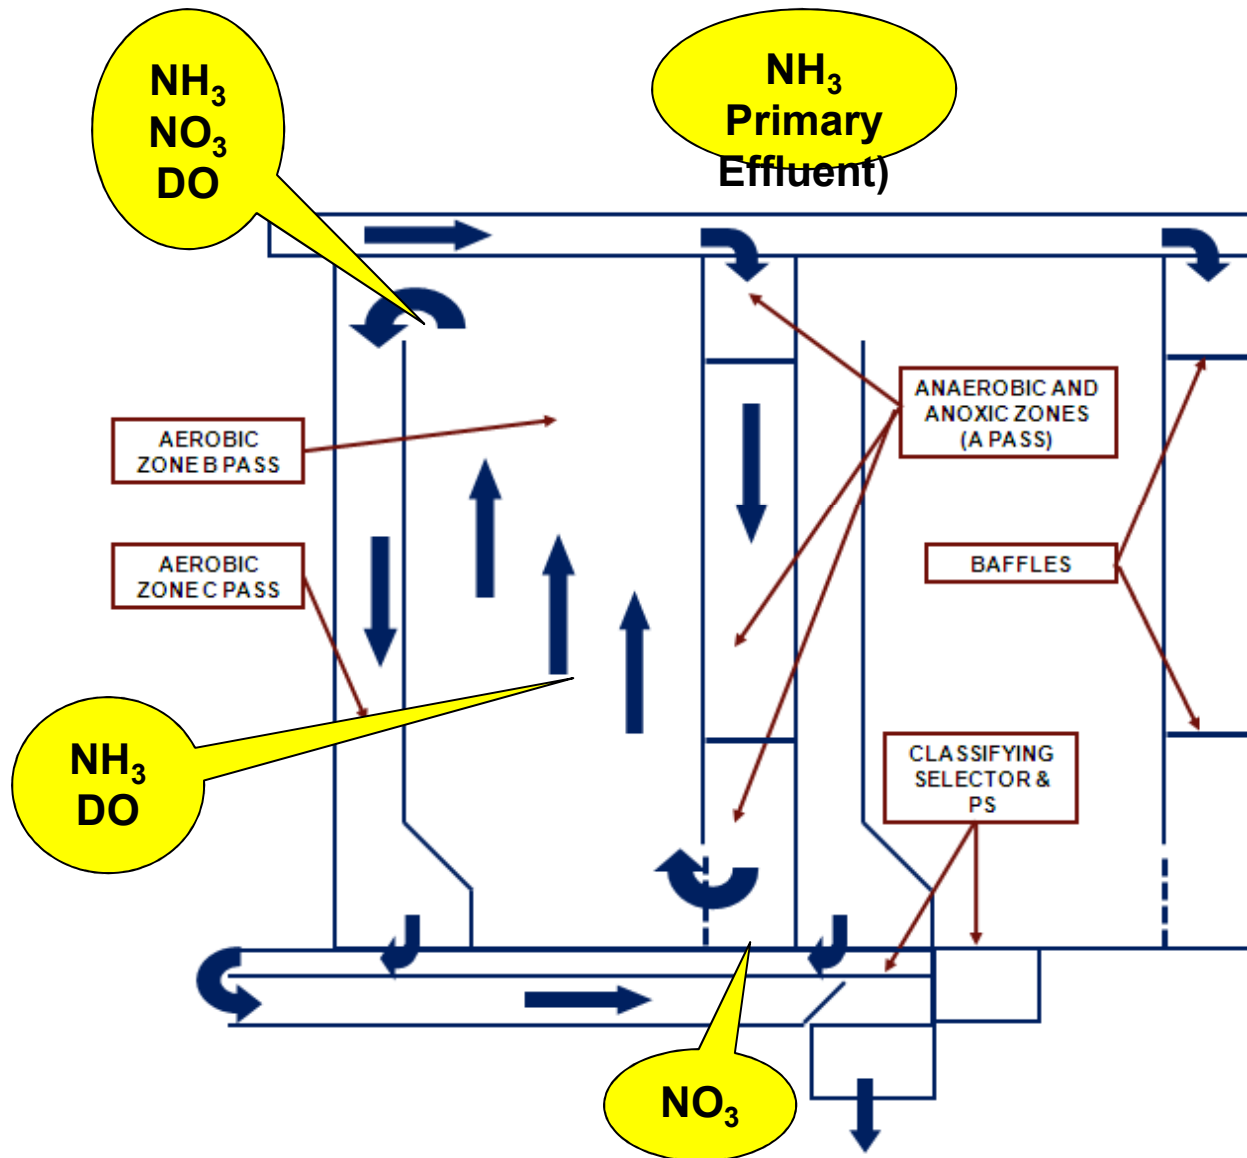 NH₃
NO₃
DO
NH₃
Primary
Effluent)
ANAEROBIC AND
ANOXIC ZONES
(A PASS)
AEROBIC
ZONE B PASS
AEROBIC
ZONE C PASS
BAFFLES
NH₃
DO
CLASSIFYING
SELECTOR &
PS
NO₃